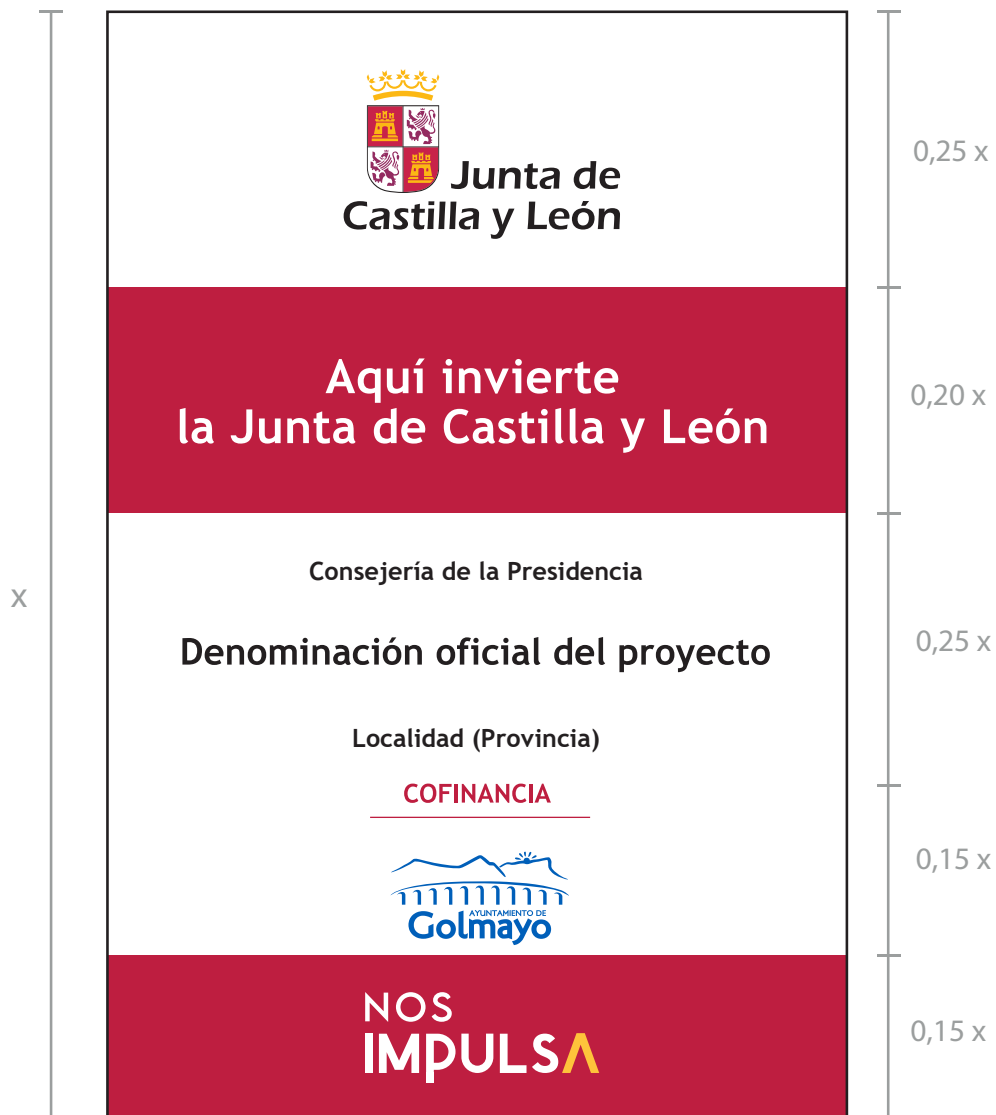 Junta de
Castilla y León
0,25 x
Aquí invierte
la Junta de Castilla y León
0,20 x
Consejería de la Presidencia
x
Denominación oficial del proyecto
0,25 x
Localidad (Provincia)
COFINANCIA
0,15 x
AYUNTAMIENTO DE
Golmayo
NOS
IMPULSA
0,15 x